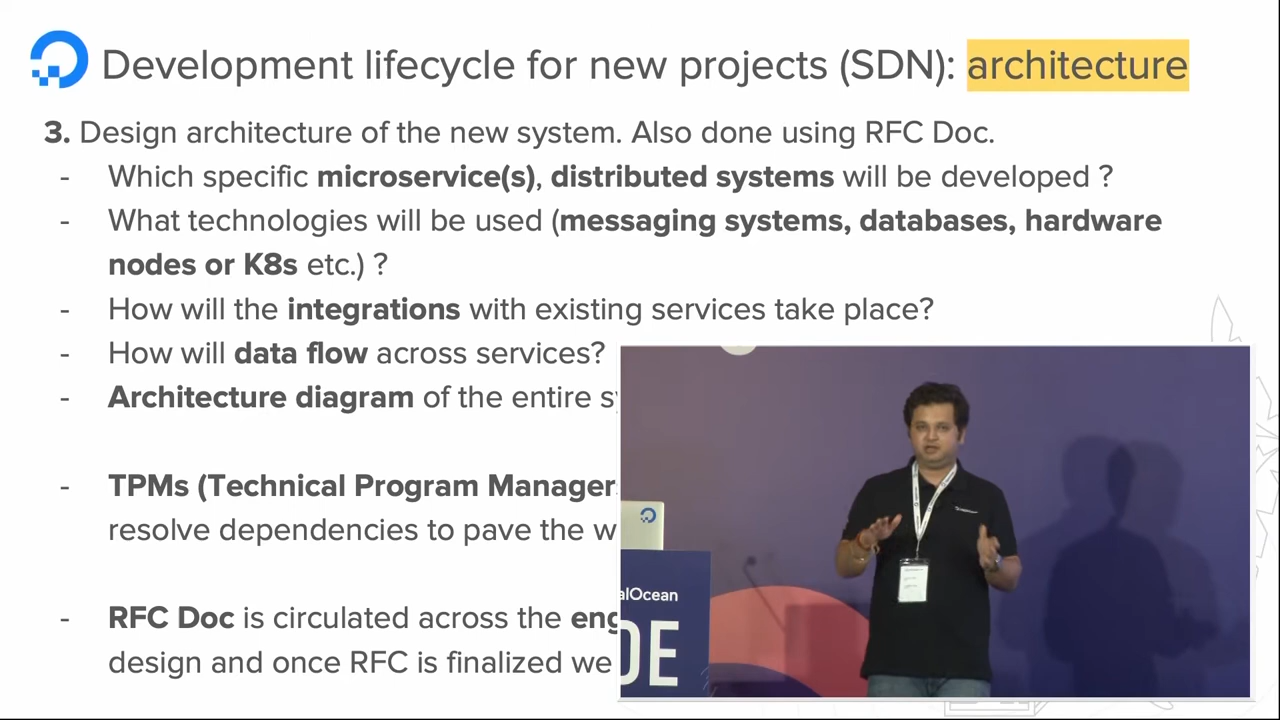 Development lifecycle for new projects (SDN): architecture
3. Design architecture of the new system. Also done using RFC Doc.
- Which specific microservice(s), distributed systems will be developed ?
- What technologies will be used (messaging systems, databases, hardware
nodes or K8s etc.) ?
- How will the integrations with existing services take place?
- How will data flow across services?
- Architecture diagram of the entire
- TPMs (Technical Program Manager
resolve dependencies to pave the
- RFC Doc is circulated across the
design and once RFC is finalized we
alOcean
DE